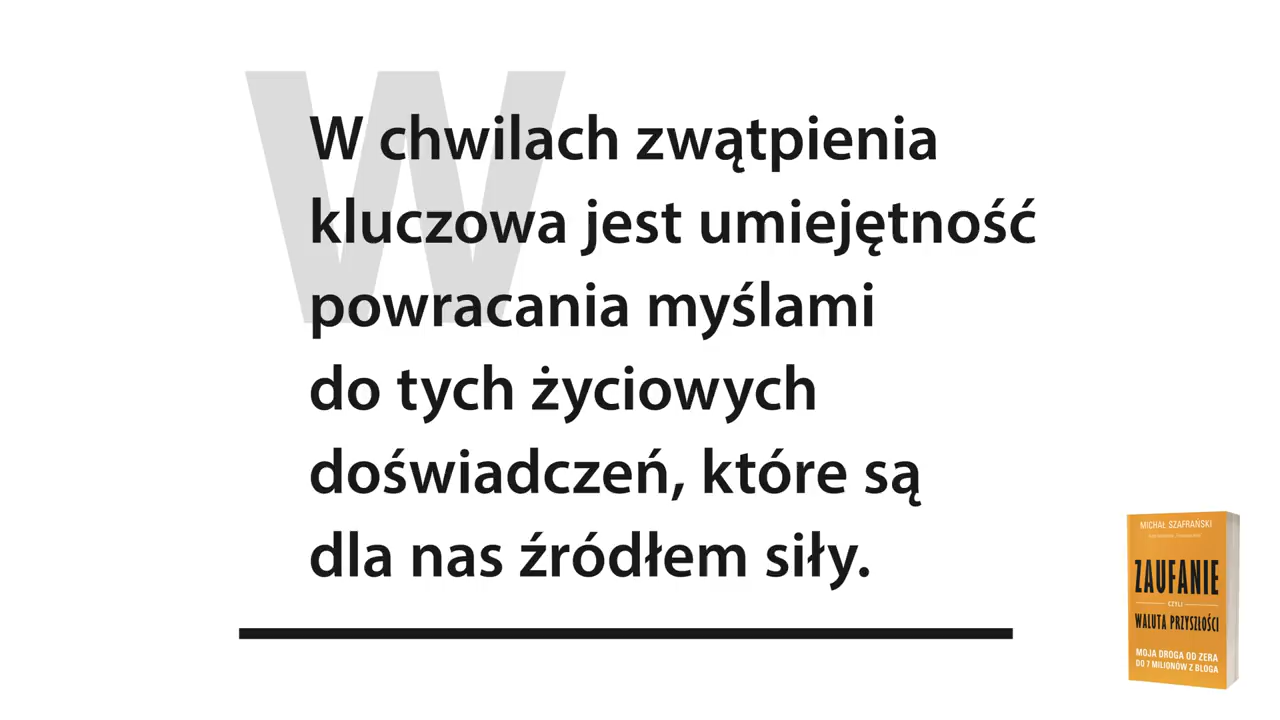 W
W chwilach zwątpienia
kluczowa jest umiejętność
powracania myślami
do tych życiowych
doświadczeń, które są
dla nas źródłem siły.
MICHAŁ SZAFRAŃSKI
ZAUFANIE
CZYLI
WALUTA PRZYSZŁOŚCI
MOJA DROGA OD ZERA
DO 7 MILIONÓW Z BLOGA